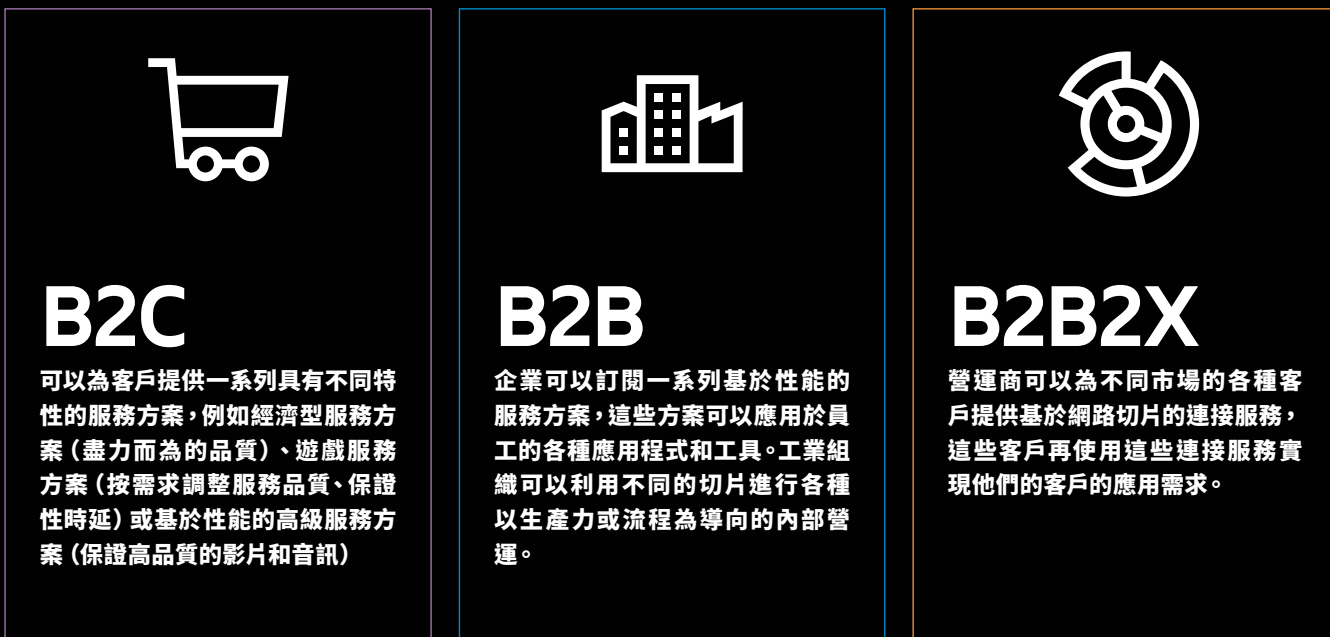 B2C
可以為客戶提供一系列具有不同特
性的服務方案，例如經濟型服務方
案（盡力而為的品質）、遊戲服務
方案（按需求調整服務品質、保證
性時延）或基於性能的高級服務方
案（保證高品質的影片和音訊）
B2B
企業可以訂閱一系列基於性能的
服務方案，這些方案可以應用於員
工的各種應用程式和工具。工業組
織可以利用不同的切片進行各種
以生產力或流程為導向的內部營
運。
B2B2X
營運商可以為不同市場的各種客
戶提供基於網路切片的連接服務，
這些客戶再使用這些連接服務實
現他們的客戶的應用需求。